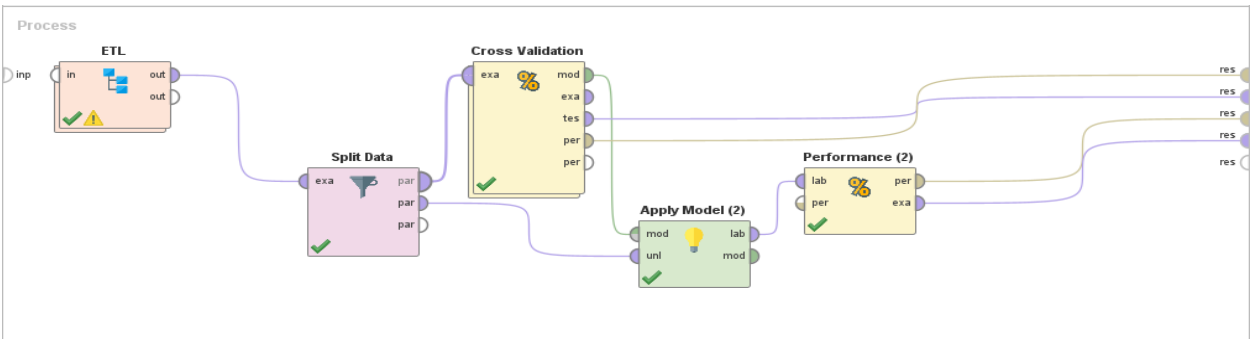 Process
ETL
inp
in
out
out
Cross Validation
exa
mod
exa
tes
per
per
Split Data
exa
par
par
par
Apply Model (2)
mod
lab
unl
mod
Performance (2)
lab
per
per
exa
res
res
res
res
res